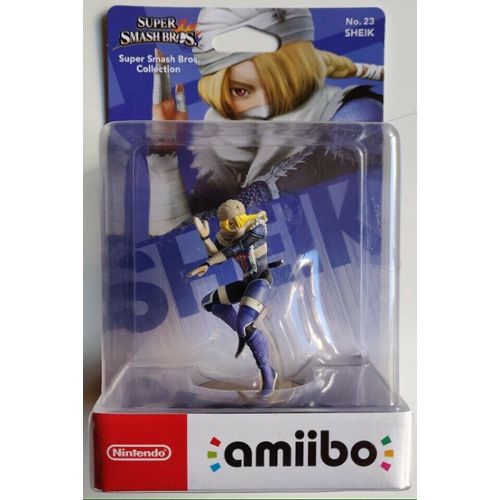 SUPER
SMASH BROS.
Super Smash Bros.
Collection
No. 23
SHEIK
SHEIK
Nintendo
amiibo